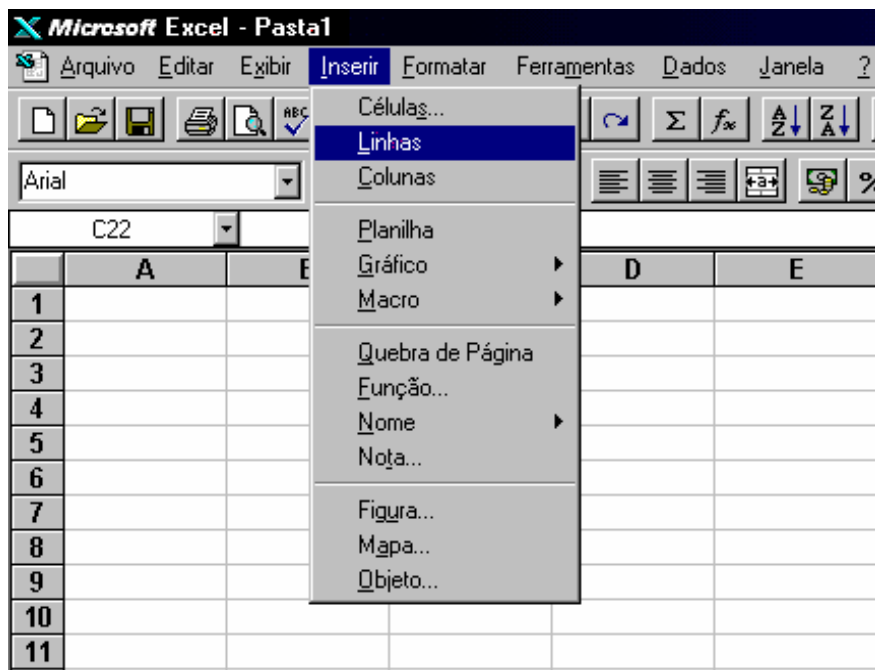 Microsoft Excel - Pasta1
Arquivo Editar Exibir Inserir Formatar Ferramentas Dados Janela ?
ABC Σ fx A Z Z A
Arial a %
C22
A E D E
Células...
Linhas
Colunas
Planilha
Gráfico
Macro
Quebra de Página
Função...
Nome
Nota...
Figura...
Mapa...
Objeto...
1
2
3
4
5
6
7
8
9
10
11